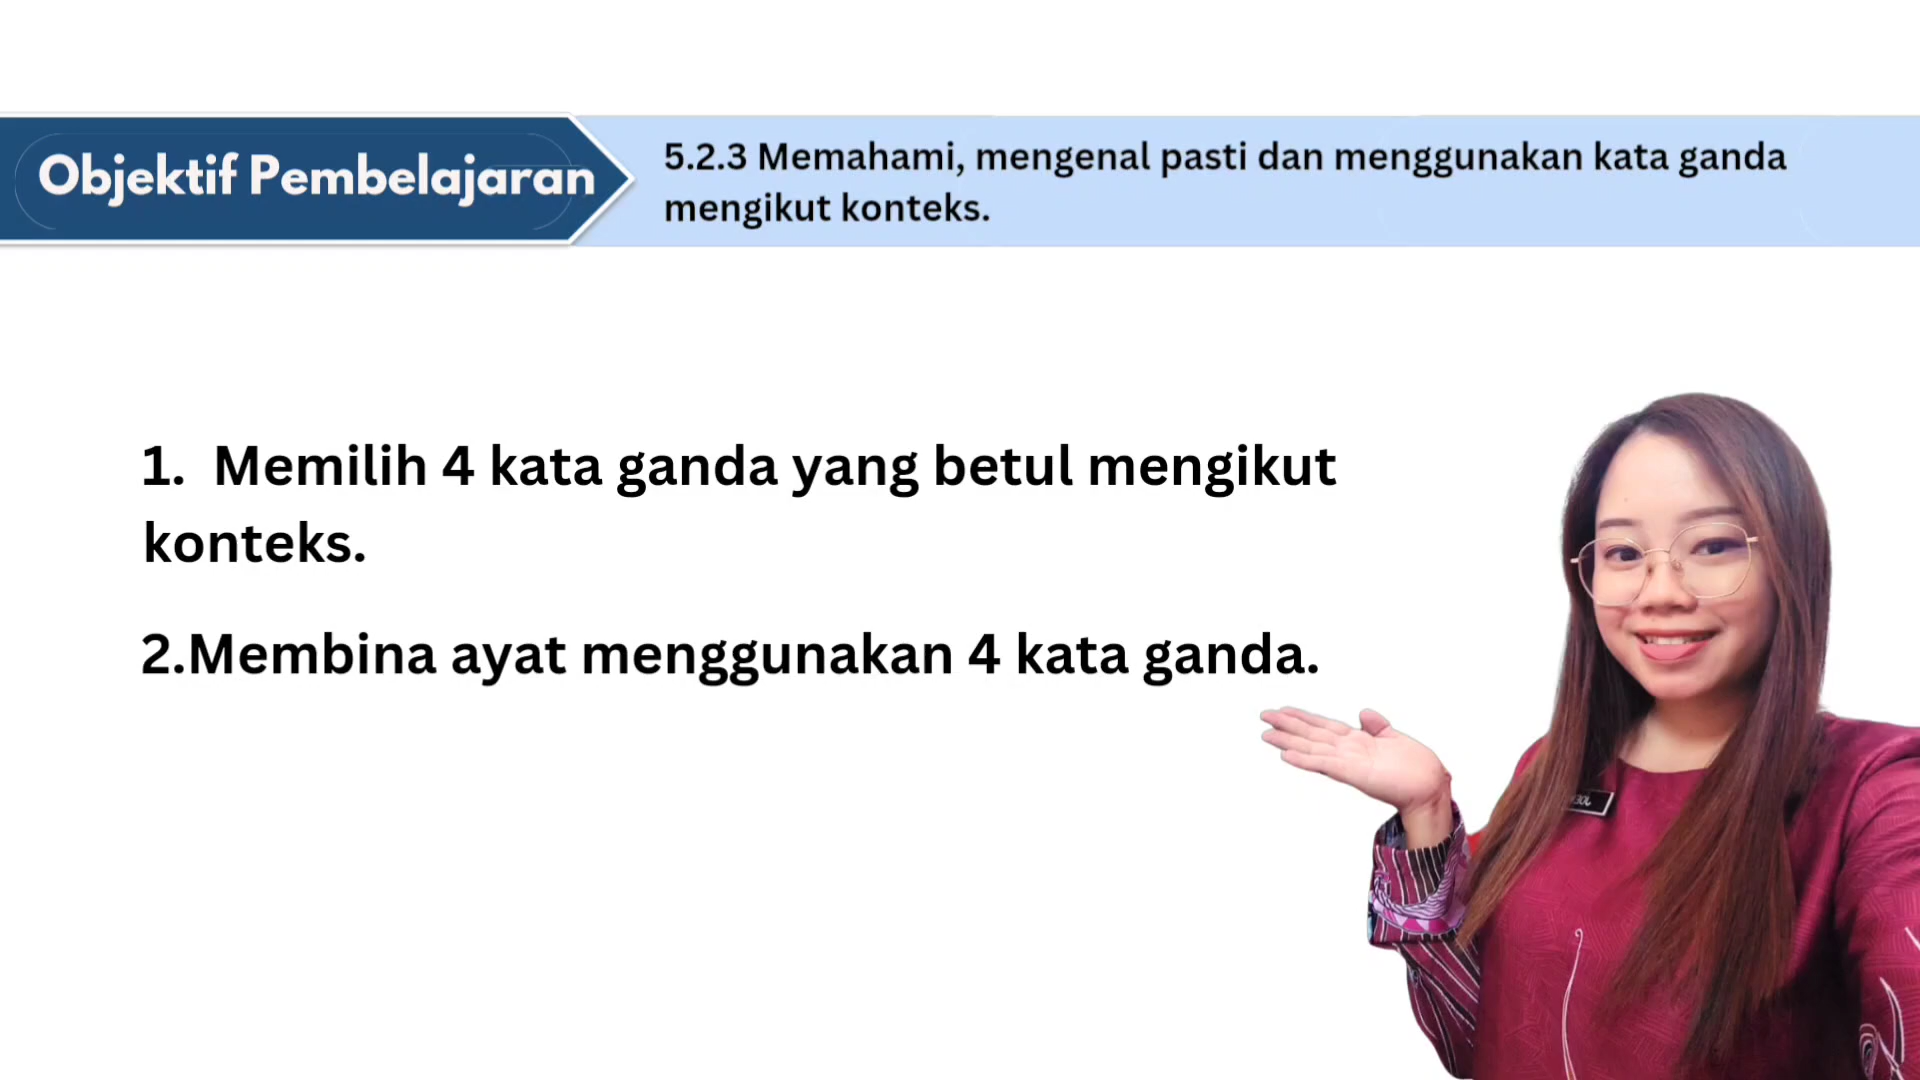 Objektif Pembelajaran
5.2.3 Memahami, mengenal pasti dan menggunakan kata ganda
mengikut konteks.
1. Memilih 4 kata ganda yang betul mengikut
konteks.
2.Membina ayat menggunakan 4 kata ganda.